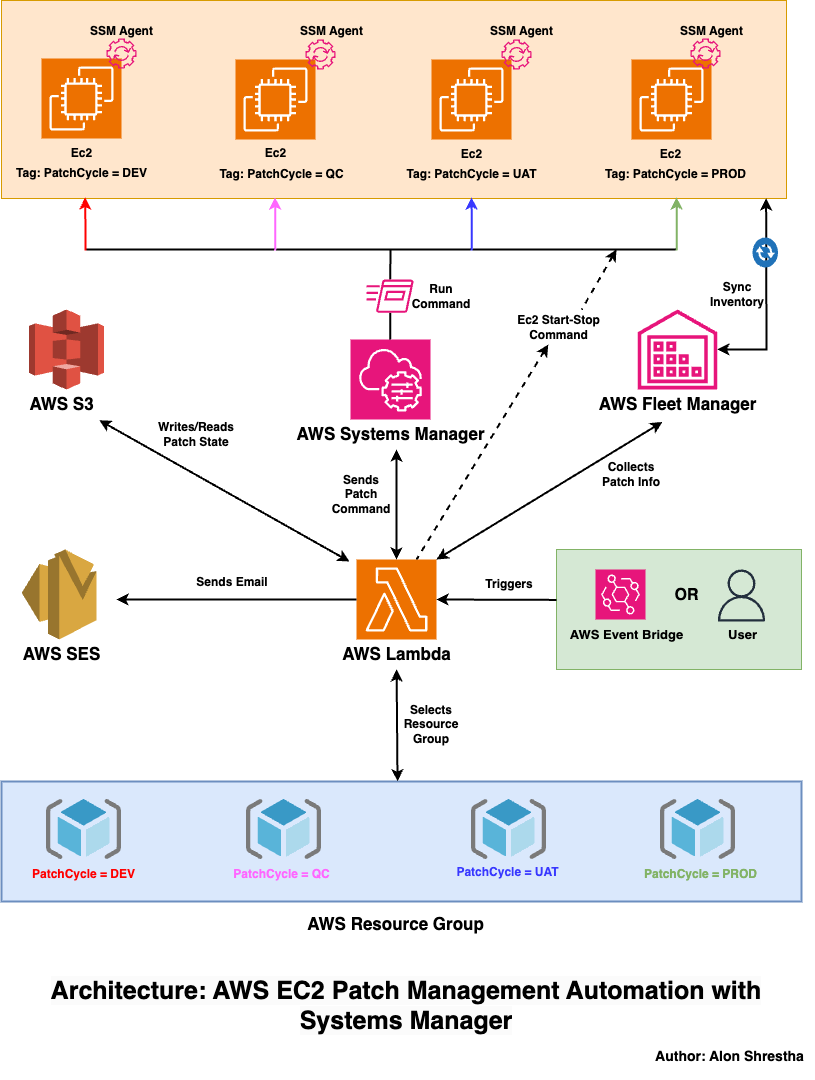 SSM Agent
SSM Agent
SSM Agent
SSM Agent
Ec2
Ec2
Ec2
Ec2
Tag: PatchCycle = DEV
Tag: PatchCycle = QC
Tag: PatchCycle = UAT
Tag: PatchCycle = PROD
Run
Command
Sync
Inventory
Ec2 Start-Stop
Command
AWS S3
AWS Systems Manager
AWS Fleet Manager
Writes/Reads
Patch State
Sends
Patch
Command
Collects
Patch Info
Sends Email
Triggers
OR
AWS Event Bridge
User
AWS SES
AWS Lambda
Selects
Resource
Group
PatchCycle = DEV
PatchCycle = QC
PatchCycle = UAT
PatchCycle = PROD
AWS Resource Group
Architecture: AWS EC2 Patch Management Automation with
Systems Manager
Author: Alon Shrestha